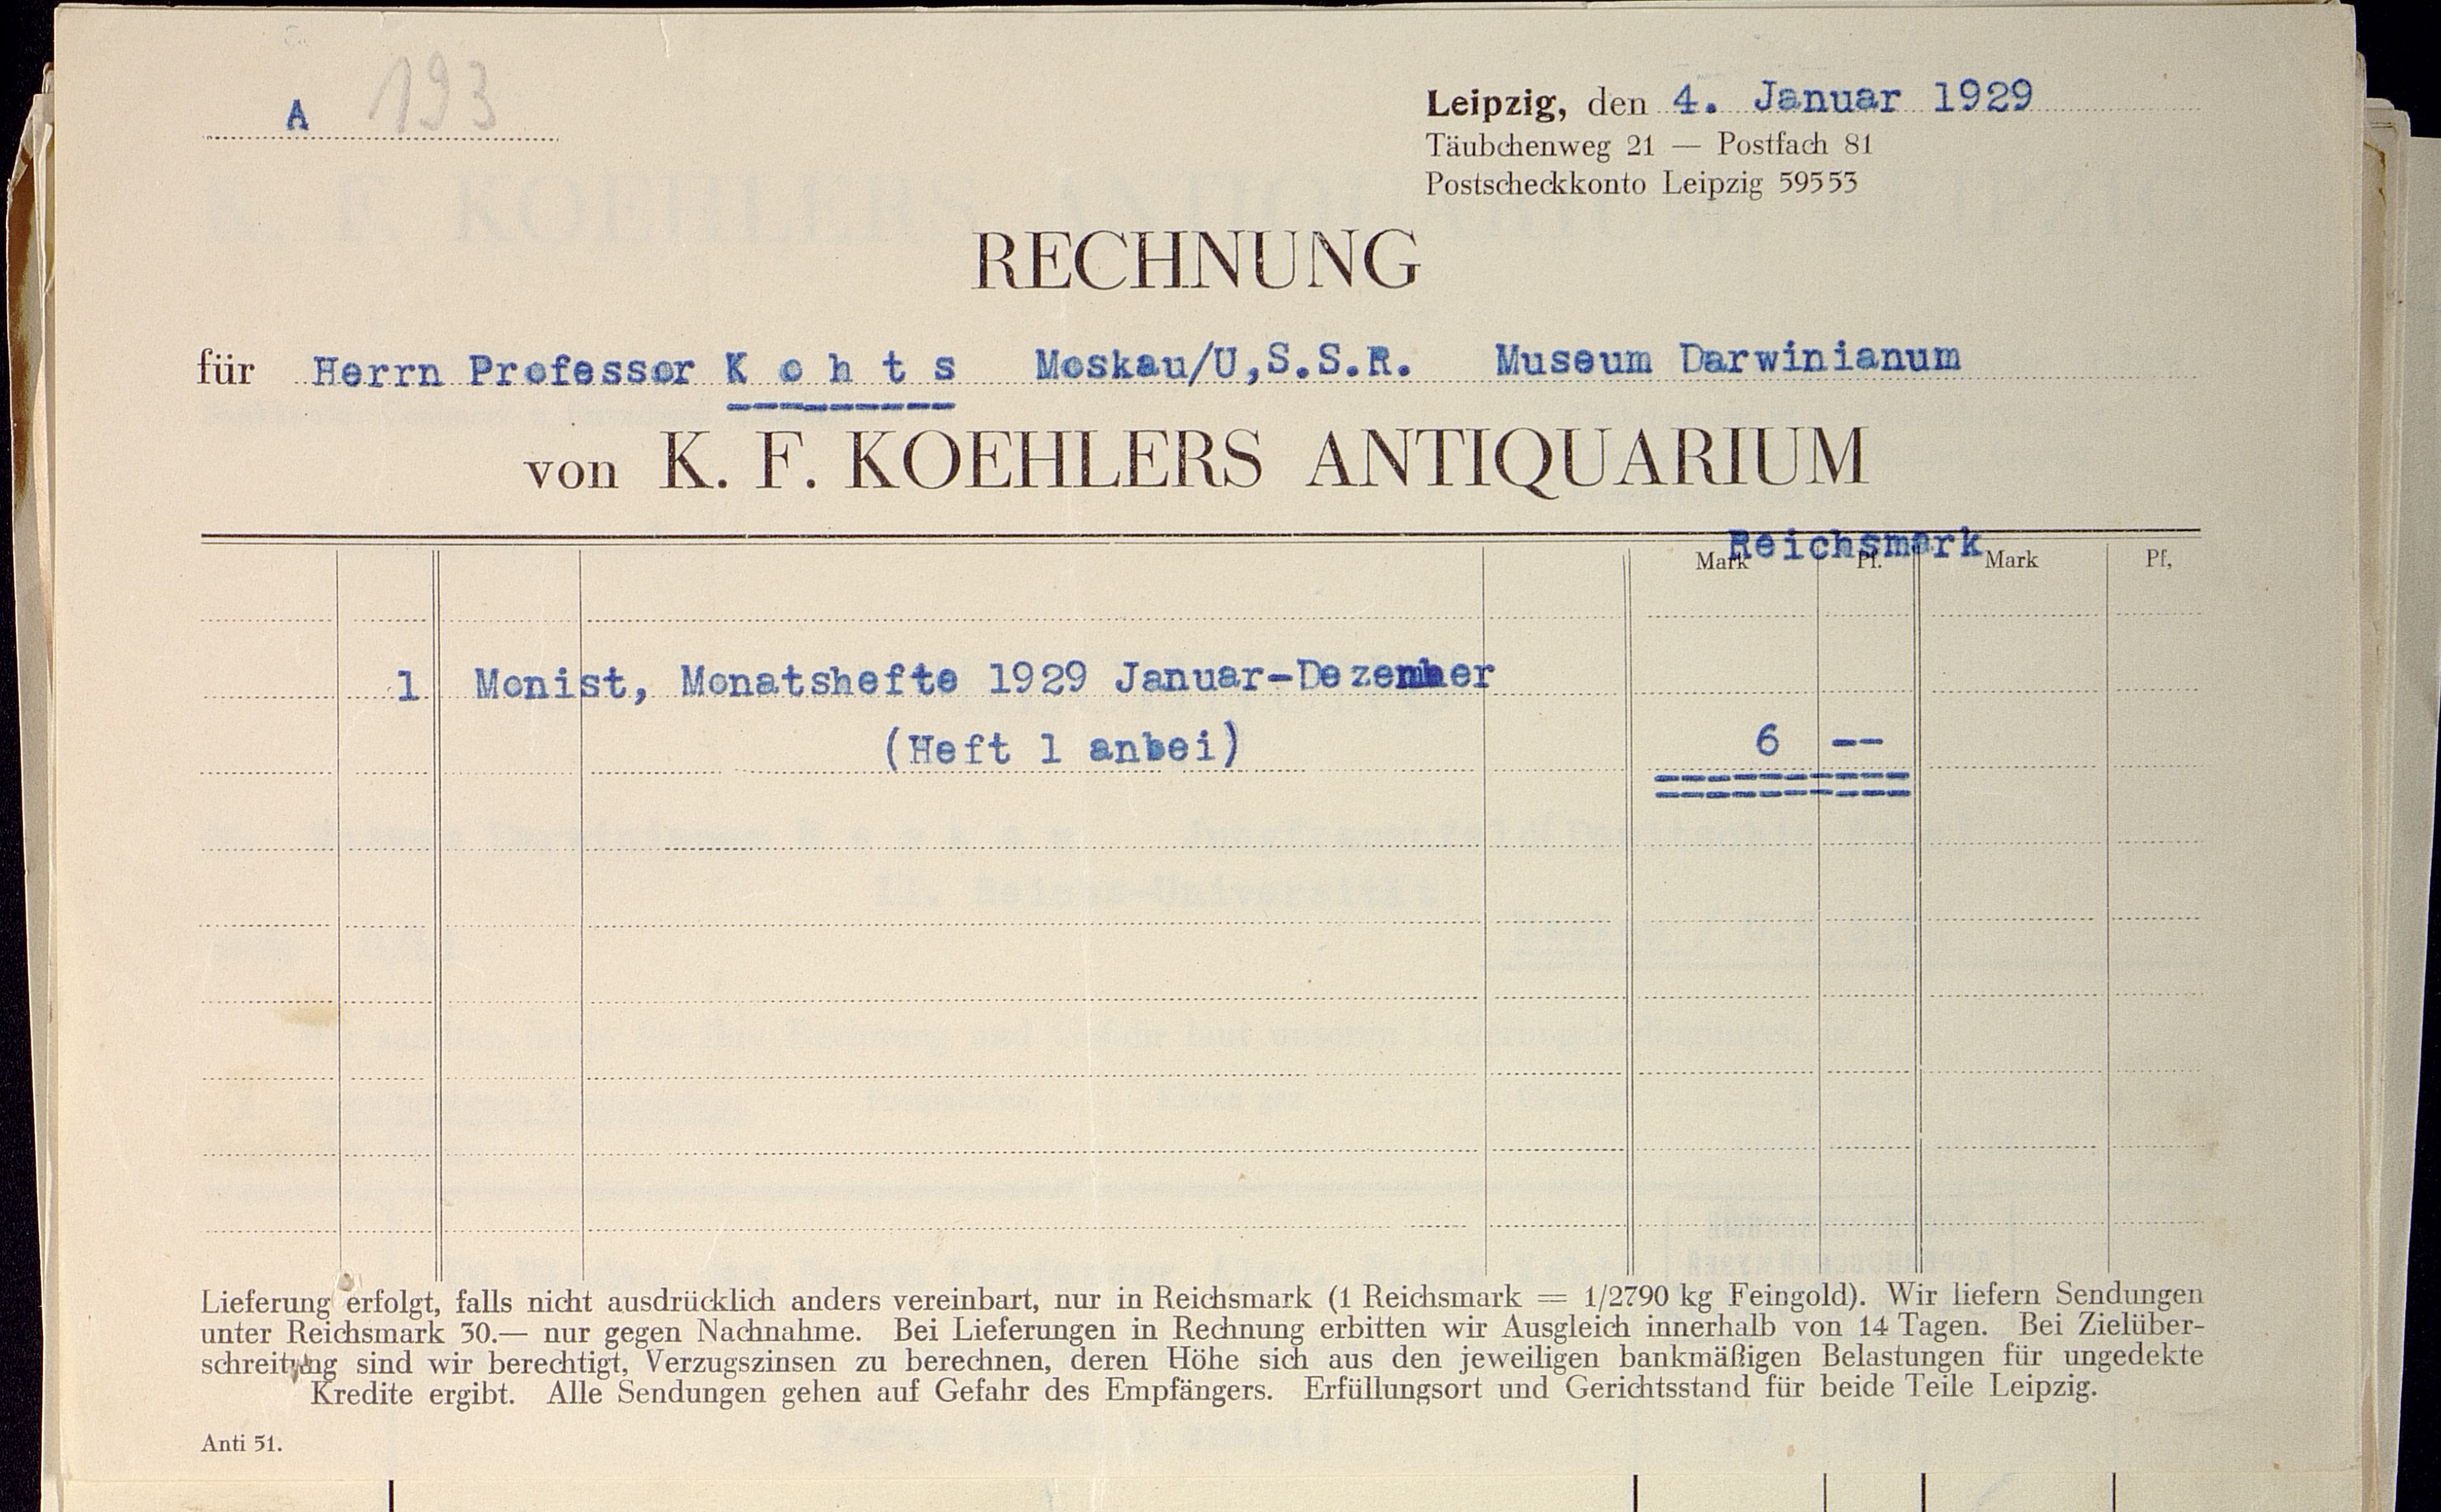 A 193
Leipzig, den 4. Januar 1929
Täubchenweg 21 — Postfach 81
Postscheckkonto Leipzig 59553
RECHNUNG
für Herrn Professor K o h t s Moskau/U,S.S.R. Museum Darwinianum
von K. F. KOEHLERS ANTIQUARIUM
Reichsmark
Mark Pf. Mark Pf,
1 Monist, Monatshefte 1929 Januar-Dezember
(Heft 1 anbei) 6 --
Lieferung erfolgt, falls nicht ausdrücklich anders vereinbart, nur in Reichsmark (1 Reichsmark = 1/2790 kg Feingold). Wir liefern Sendungen
unter Reichsmark 30.— nur gegen Nachnahme. Bei Lieferungen in Rechnung erbitten wir Ausgleich innerhalb von 14 Tagen. Bei Zielüber-
schreitung sind wir berechtigt, Verzugszinsen zu berechnen, deren Höhe sich aus den jeweiligen bankmäßigen Belastungen für ungedekte
Kredite ergibt. Alle Sendungen gehen auf Gefahr des Empfängers. Erfüllungsort und Gerichtsstand für beide Teile Leipzig.
Anti 51.